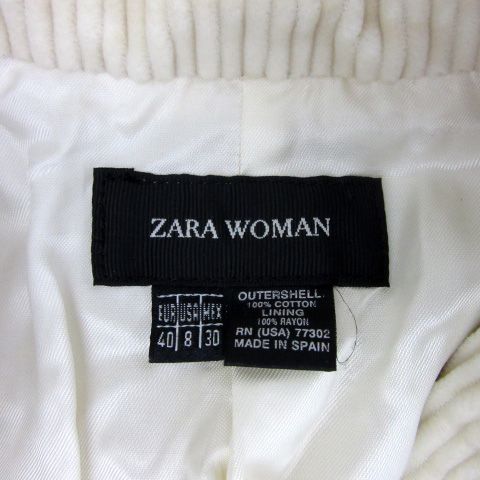 ZARA WOMAN
EUR USA MEX
40 8 30
OUTERSHELL:
100% COTTON
LINING
100% RAYON
RN (USA) 77302
MADE IN SPAIN